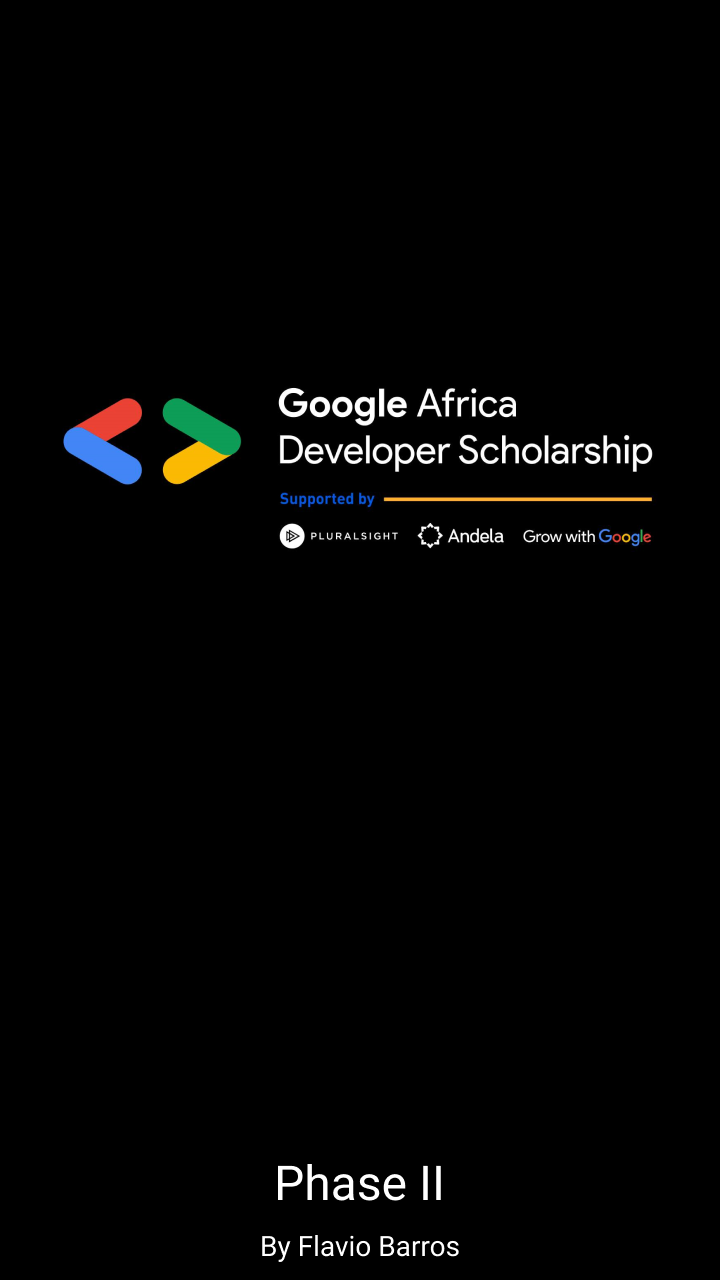 Google Africa
Developer Scholarship
Supported by
PLURALSIGHT Andela Grow with Google
Phase II
By Flavio Barros